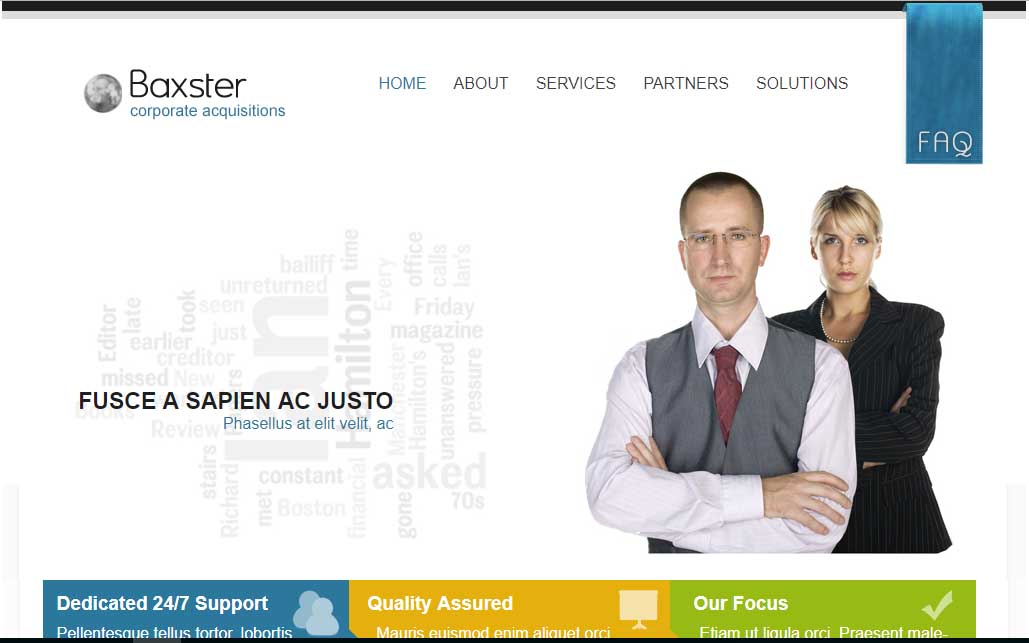 Baxster
corporate acquisitions
HOME ABOUT SERVICES PARTNERS SOLUTIONS
FAQ
bailiff
time
office
calls
Ian's
unreturned
Every
seen
Friday
Editor
late
took
earlier
just
magazine
creditor
Ian
Hamilton
missed
New
Manchester
Hamilton's
unanswered
pressure
FUSCE A SAPIEN AC JUSTO
Books
Phasellus at elit velit, ac
Review
stairs
Richard
met
constant
asked
Boston
financial
gone
70s
Dedicated 24/7 Support
Pellentesque tellus tortor, lobortis
Quality Assured
Mauris euismod enim aliquet orci
Our Focus
Etiam ut ligula orci. Praesent male-